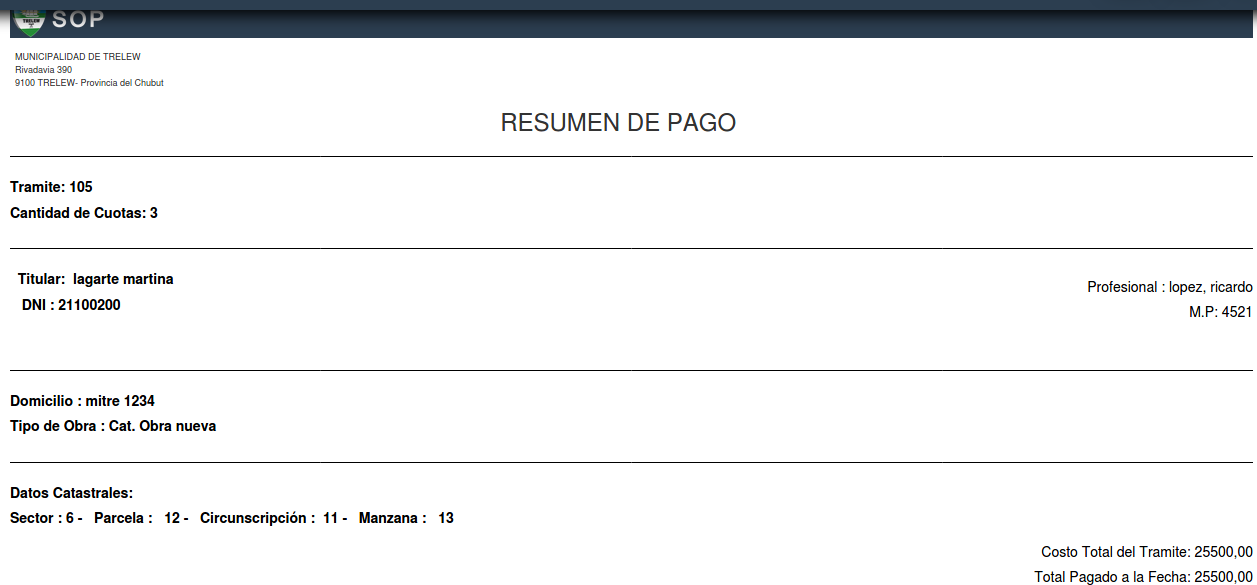 TRELEW
SOP
MUNICIPALIDAD DE TRELEW
Rivadavia 390
9100 TRELEW- Provincia del Chubut
RESUMEN DE PAGO
Tramite: 105
Cantidad de Cuotas: 3
Titular: lagarte martina
DNI : 21100200
Profesional : lopez, ricardo
M.P: 4521
Domicilio : mitre 1234
Tipo de Obra : Cat. Obra nueva
Datos Catastrales:
Sector : 6 - Parcela : 12 - Circunscripción : 11 - Manzana : 13
Costo Total del Tramite: 25500,00
Total Pagado a la Fecha: 25500,00